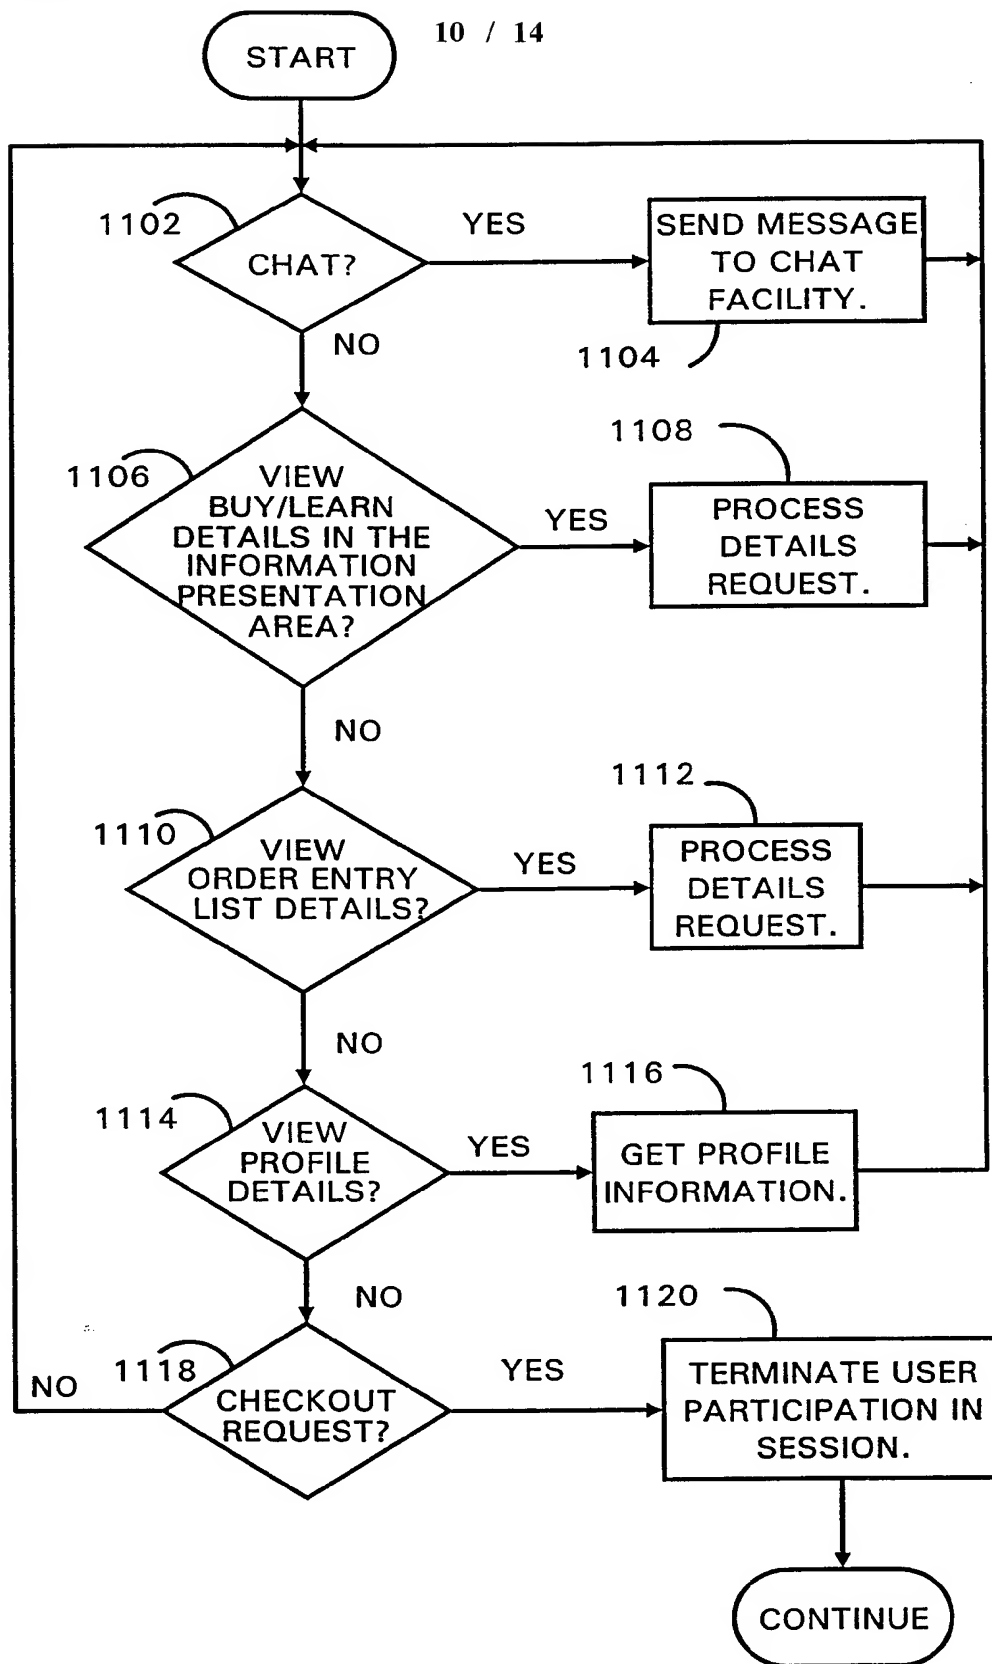 10 / 14
START
1102
CHAT?
YES
SEND MESSAGE
TO CHAT
FACILITY.
1104
NO
1106
VIEW
BUY/LEARN
DETAILS IN THE
INFORMATION
PRESENTATION
AREA?
YES
1108
PROCESS
DETAILS
REQUEST.
NO
1110
VIEW
ORDER ENTRY
LIST DETAILS?
YES
1112
PROCESS
DETAILS
REQUEST.
NO
1114
VIEW
PROFILE
DETAILS?
YES
1116
GET PROFILE
INFORMATION.
NO
1118
CHECKOUT
REQUEST?
NO
YES
1120
TERMINATE USER
PARTICIPATION IN
SESSION.
CONTINUE